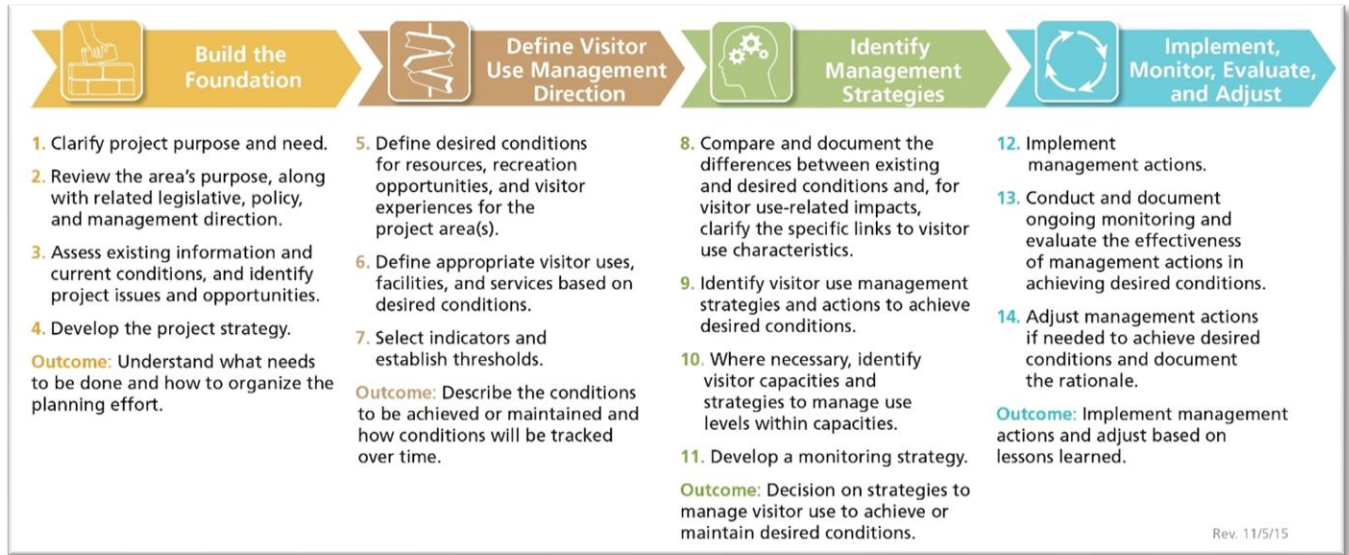 Build the
Foundation
1. Clarify project purpose and need.
2. Review the area's purpose, along
with related legislative, policy,
and management direction.
3. Assess existing information and
current conditions, and identify
project issues and opportunities.
4. Develop the project strategy.
Outcome: Understand what needs
to be done and how to organize the
planning effort.
Define Visitor
Use Management
Direction
5. Define desired conditions
for resources, recreation
opportunities, and visitor
experiences for the
project area(s).
6. Define appropriate visitor uses,
facilities, and services based on
desired conditions.
7. Select indicators and
establish thresholds.
Outcome: Describe the conditions
to be achieved or maintained and
how conditions will be tracked
over time.
Identify
Management
Strategies
8. Compare and document the
differences between existing
and desired conditions and, for
visitor use-related impacts,
clarify the specific links to visitor
use characteristics.
9. Identify visitor use management
strategies and actions to achieve
desired conditions.
10. Where necessary, identify
visitor capacities and
strategies to manage use
levels within capacities.
11. Develop a monitoring strategy.
Outcome: Decision on strategies to
manage visitor use to achieve or
maintain desired conditions.
Implement,
Monitor, Evaluate,
and Adjust
12. Implement
management actions.
13. Conduct and document
ongoing monitoring and
evaluate the effectiveness
of management actions in
achieving desired conditions.
14. Adjust management actions
if needed to achieve desired
conditions and document
the rationale.
Outcome: Implement management
actions and adjust based on
lessons learned.
Rev. 11/5/15